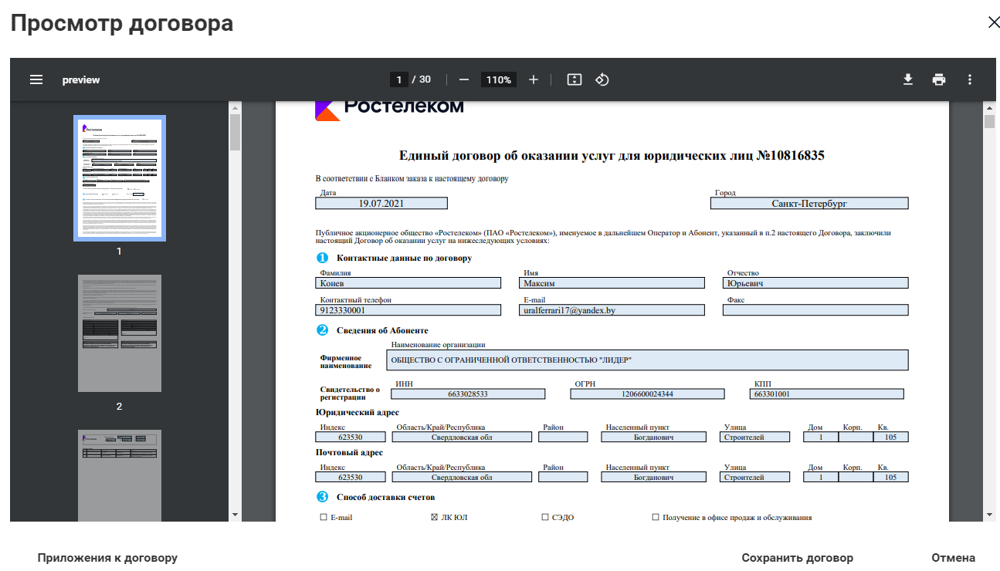 Просмотр договора
preview
1 / 30
110%
Ростелеком
Единый договор об оказании услуг для юридических лиц №10816835
В соответствии с Бланком заказа к настоящему договору
Дата Город
19.07.2021 Санкт-Петербург
Публичное акционерное общество «Ростелеком» (ПАО «Ростелеком»), именуемое в дальнейшем Оператор и Абонент, указанный в п.2 настоящего Договора, заключили
настоящий Договор об оказании услуг на нижеследующих условиях:
1 Контактные данные по договору
Фамилия Имя Отчество
Конев Максим Юрьевич
Контактный телефон E-mail Факс
9123330001 uralferrari17@yandex.by
2 Сведения об Абоненте
Наименование организации
Фирменное
наименование
ОБЩЕСТВО С ОГРАНИЧЕННОЙ ОТВЕТСТВЕННОСТЬЮ "ЛИДЕР"
ИНН ОГРН КПП
Свидетельство о
регистрации
6633028533 1206600024344 663301001
Юридический адрес
Индекс Область/Край/Республика Район Населенный пункт Улица Дом Корп. Кв.
623530 Свердловская обл Богданович Строителей 1 105
Почтовый адрес
Индекс Область/Край/Республика Район Населенный пункт Улица Дом Корп. Кв.
623530 Свердловская обл Богданович Строителей 1 105
3 Способ доставки счетов
☐ E-mail ☒ ЛК ЮЛ ☐ СЭДО ☐ Получение в офисе продаж и обслуживания
1
2
Приложения к договору Сохранить договор Отмена